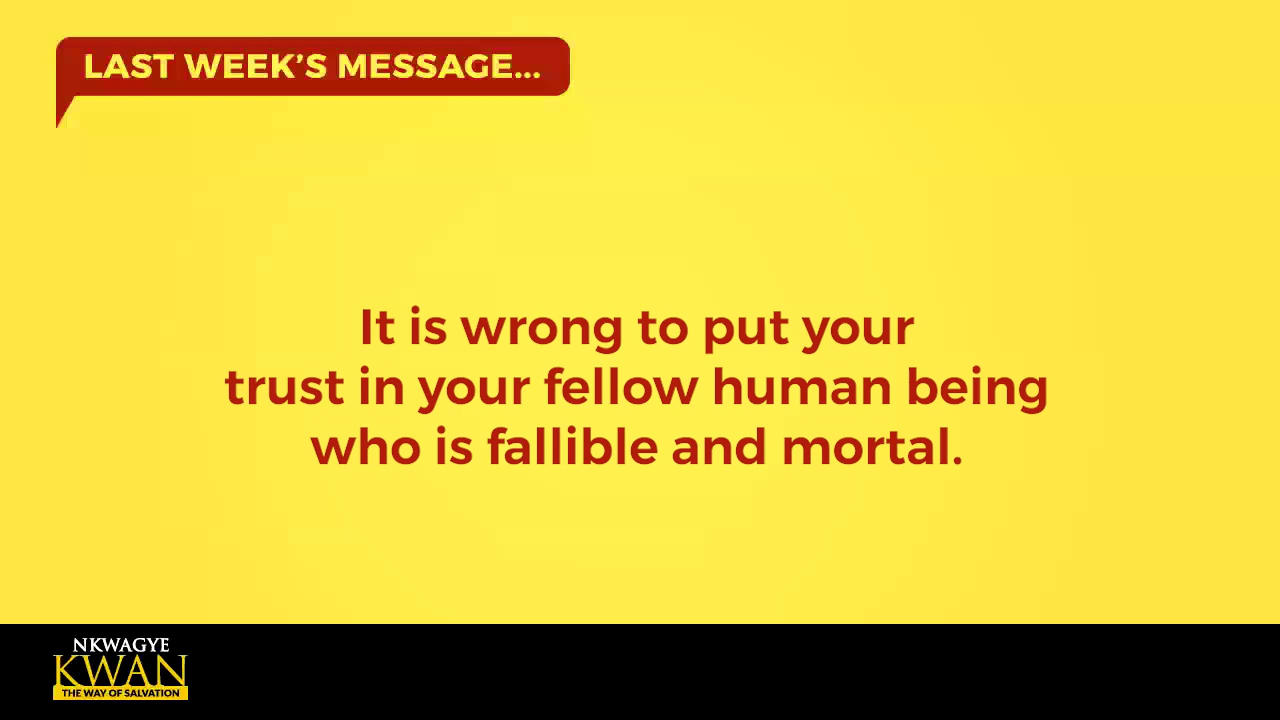 LAST WEEK'S MESSAGE...
It is wrong to put your
trust in your fellow human being
who is fallible and mortal.
NKWAGYE
KWAN
THE WAY OF SALVATION